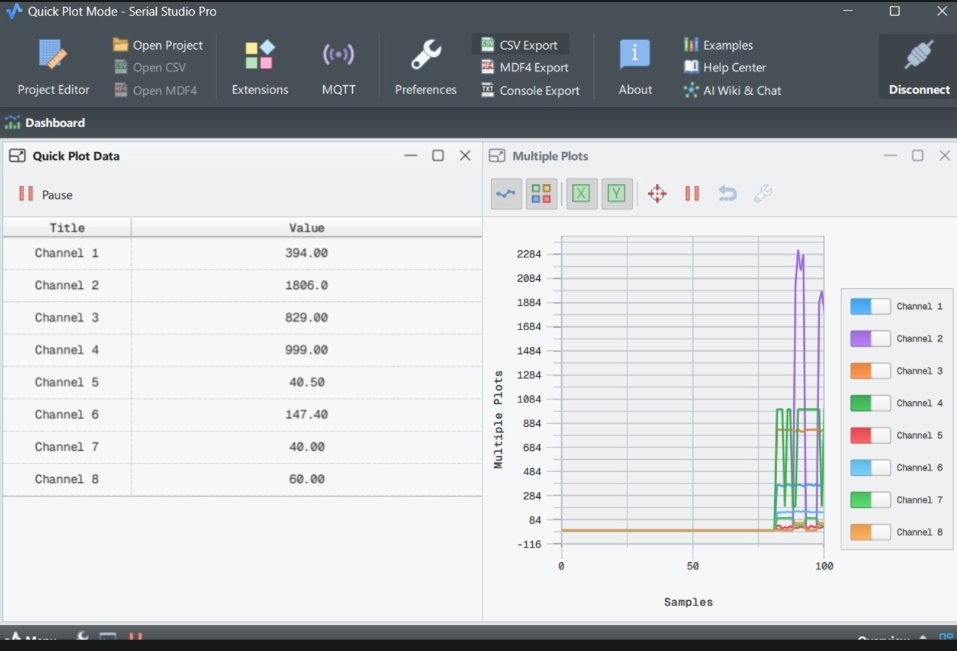 Quick Plot Mode - Serial Studio Pro
Project Editor
Open Project
Open CSV
Open MDF4
Extensions
MQTT
Preferences
CSV Export
MDF4 Export
Console Export
About
Examples
Help Center
AI Wiki & Chat
Disconnect
Dashboard
Quick Plot Data
Pause
Title Value
Channel 1 394.00
Channel 2 1806.0
Channel 3 829.00
Channel 4 999.00
Channel 5 40.50
Channel 6 147.40
Channel 7 40.00
Channel 8 60.00
Multiple Plots
X
Y
Multiple Plots
2284
2084
1884
1684
1484
1284
1084
884
684
484
284
84
-116
0 50 100
Samples
Channel 1
Channel 2
Channel 3
Channel 4
Channel 5
Channel 6
Channel 7
Channel 8
Menu
Overview